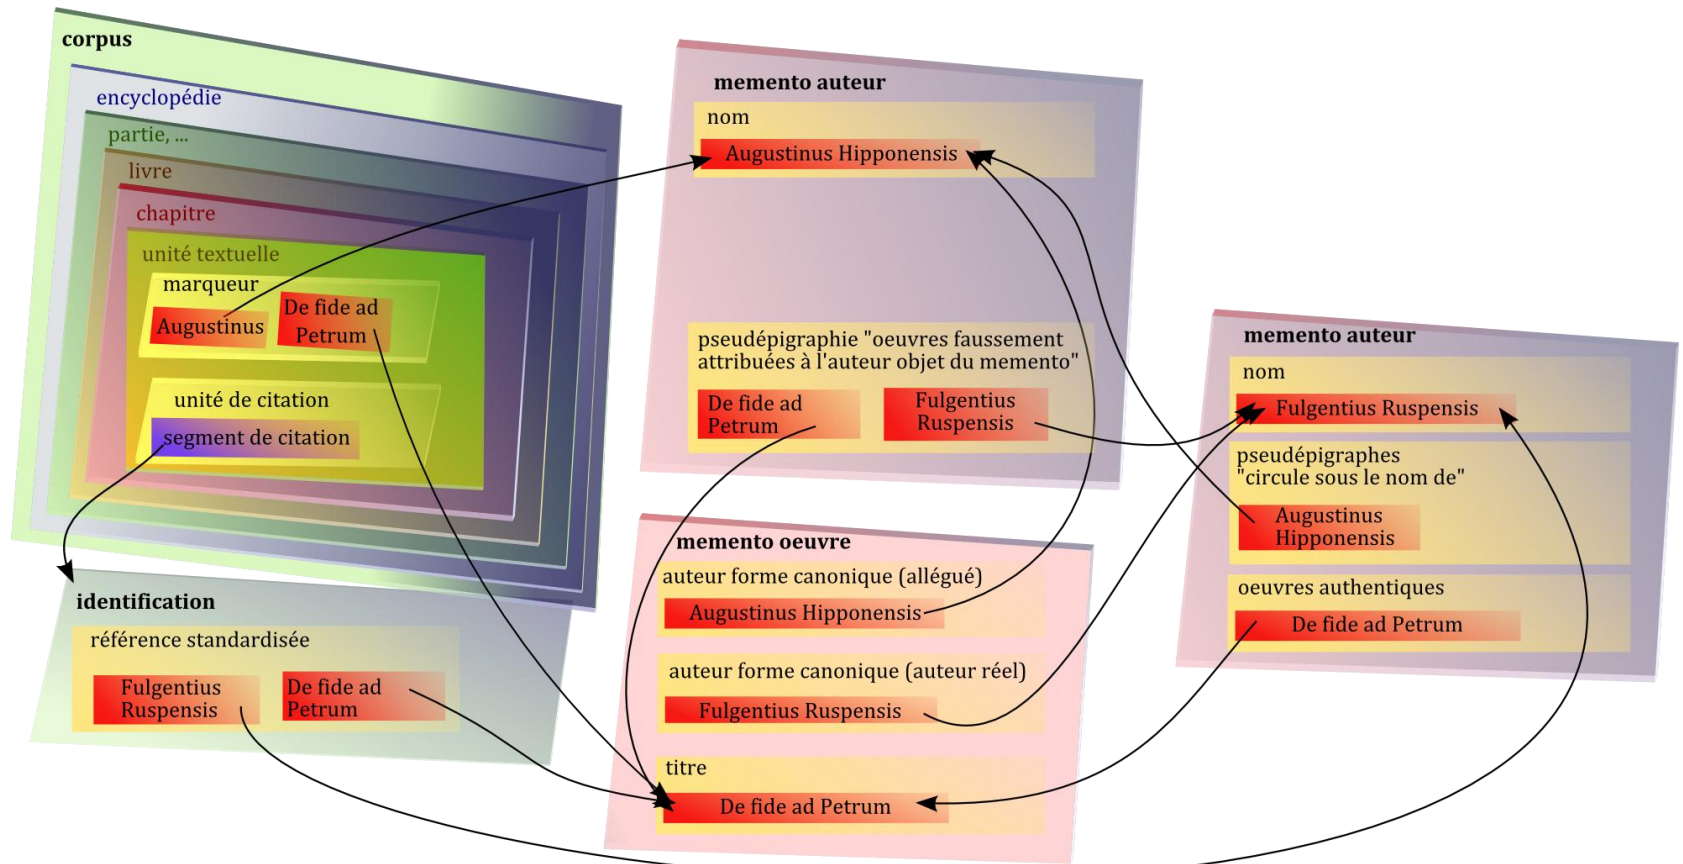 corpus
encyclopédie
partie, ...
livre
chapitre
unité textuelle
marqueur
Augustinus
De fide ad
Petrum
unité de citation
segment de citation
identification
référence standardisée
Fulgentius
Ruspensis
De fide ad
Petrum
memento auteur
nom
Augustinus Hipponensis
pseudépigraphie "oeuvres faussement
attribuées à l'auteur objet du memento"
De fide ad
Petrum
Fulgentius
Ruspensis
memento oeuvre
auteur forme canonique (allégué)
Augustinus Hipponensis
auteur forme canonique (auteur réel)
Fulgentius Ruspensis
titre
De fide ad Petrum
memento auteur
nom
Fulgentius Ruspensis
pseudépigraphes
"circule sous le nom de"
Augustinus
Hipponensis
oeuvres authentiques
De fide ad Petrum